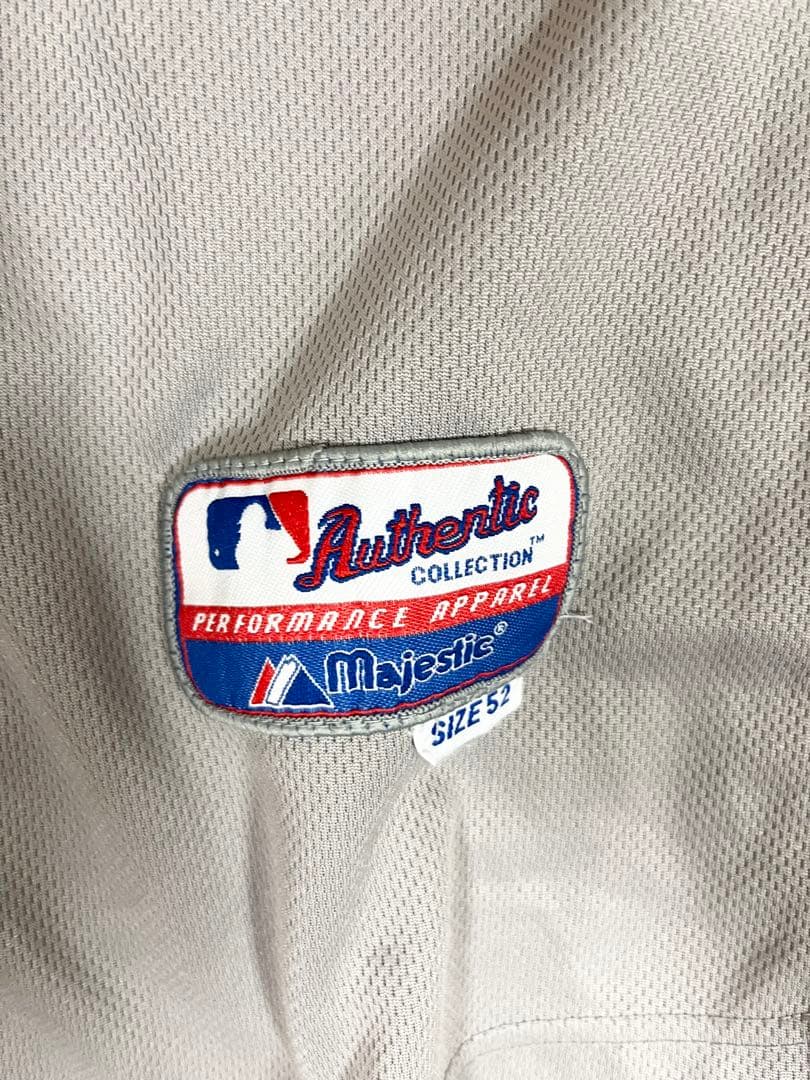 Authentic
COLLECTION™
PERFORMANCE APPAREL
Majestic®
SIZE 52